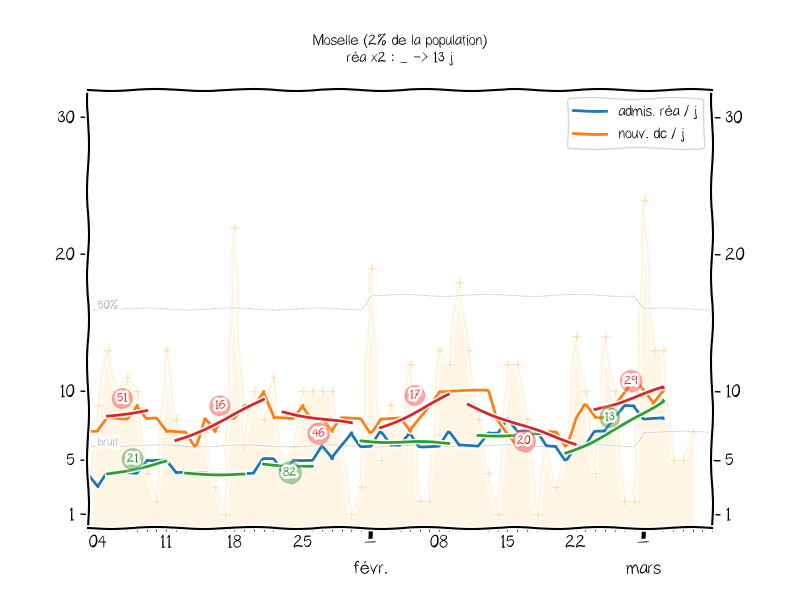 Moselle (2% de la population)
réa x2 : _ -> 13 j
admis. réa / j
nouv. dc / j
30
30
20
20
50%
10
10
bruit
5
5
1
1
51
16
46
17
20
29
21
82
13
04 11 18 25 1 08 15 22 1
févr. mars